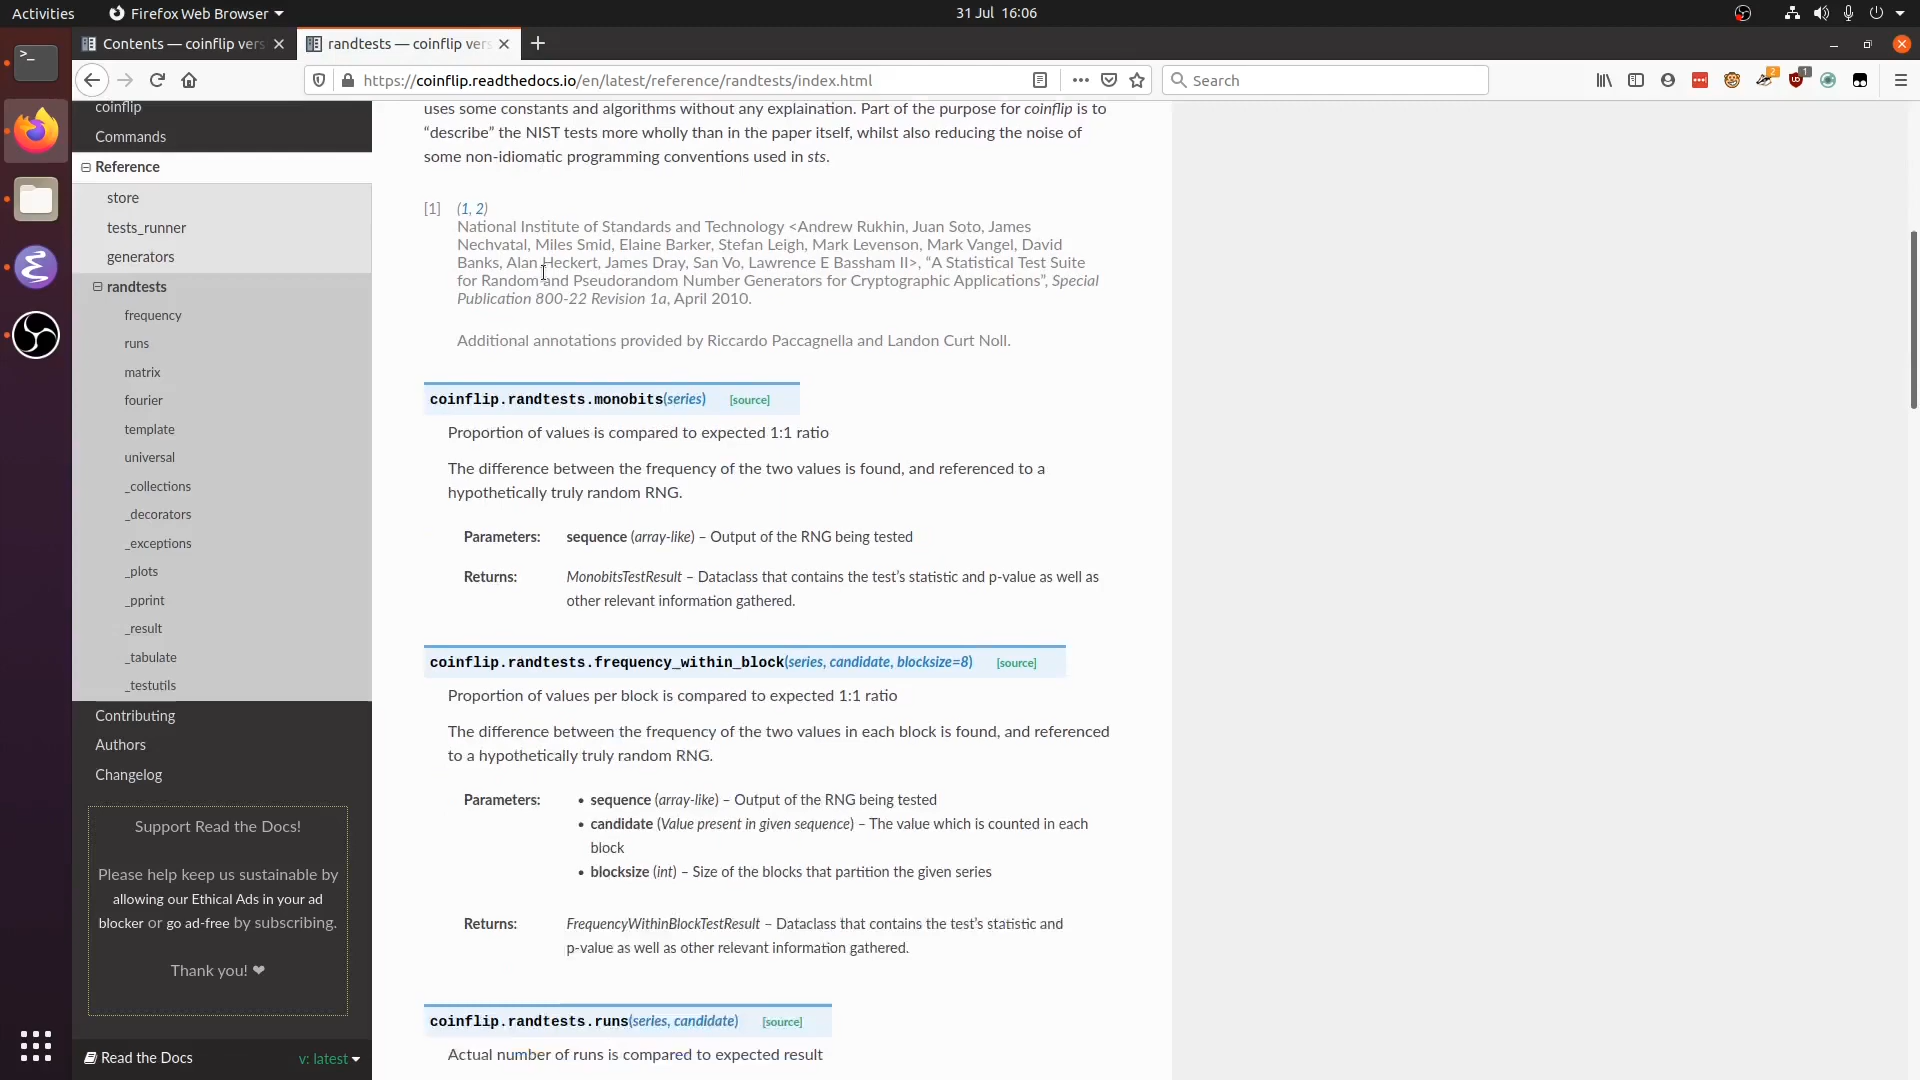 Activities
Firefox Web Browser
31 Jul 16:06
Contents — coinflip vers
randtests — coinflip vers
https://coinflip.readthedocs.io/en/latest/reference/randtests/index.html
Search
2
1
coinflip
Commands
Reference
store
tests_runner
generators
randtests
frequency
runs
matrix
fourier
template
universal
_collections
_decorators
_exceptions
_plots
_pprint
_result
_tabulate
_testutils
Contributing
Authors
Changelog
Support Read the Docs!
Please help keep us sustainable by
allowing our Ethical Ads in your ad
blocker or go ad-free by subscribing.
Thank you! ❤
Read the Docs
v: latest
uses some constants and algorithms without any explaination. Part of the purpose for coinflip is to
“describe” the NIST tests more wholly than in the paper itself, whilst also reducing the noise of
some non-idiomatic programming conventions used in sts.
[1] (1, 2)
National Institute of Standards and Technology <Andrew Rukhin, Juan Soto, James
Nechvatal, Miles Smid, Elaine Barker, Stefan Leigh, Mark Levenson, Mark Vangel, David
Banks, Alan Heckert, James Dray, San Vo, Lawrence E Bassham II>, “A Statistical Test Suite
for Random and Pseudorandom Number Generators for Cryptographic Applications”, Special
Publication 800-22 Revision 1a, April 2010.
Additional annotations provided by Riccardo Paccagnella and Landon Curt Noll.
coinflip.randtests.monobits(series) [source]
Proportion of values is compared to expected 1:1 ratio
The difference between the frequency of the two values is found, and referenced to a
hypothetically truly random RNG.
Parameters: sequence (array-like) – Output of the RNG being tested
Returns: MonobitsTestResult – Dataclass that contains the test’s statistic and p-value as well as
other relevant information gathered.
coinflip.randtests.frequency_within_block(series, candidate, blocksize=8) [source]
Proportion of values per block is compared to expected 1:1 ratio
The difference between the frequency of the two values in each block is found, and referenced
to a hypothetically truly random RNG.
Parameters: • sequence (array-like) – Output of the RNG being tested
• candidate (Value present in given sequence) – The value which is counted in each
block
• blocksize (int) – Size of the blocks that partition the given series
Returns: FrequencyWithinBlockTestResult – Dataclass that contains the test’s statistic and
p-value as well as other relevant information gathered.
coinflip.randtests.runs(series, candidate) [source]
Actual number of runs is compared to expected result